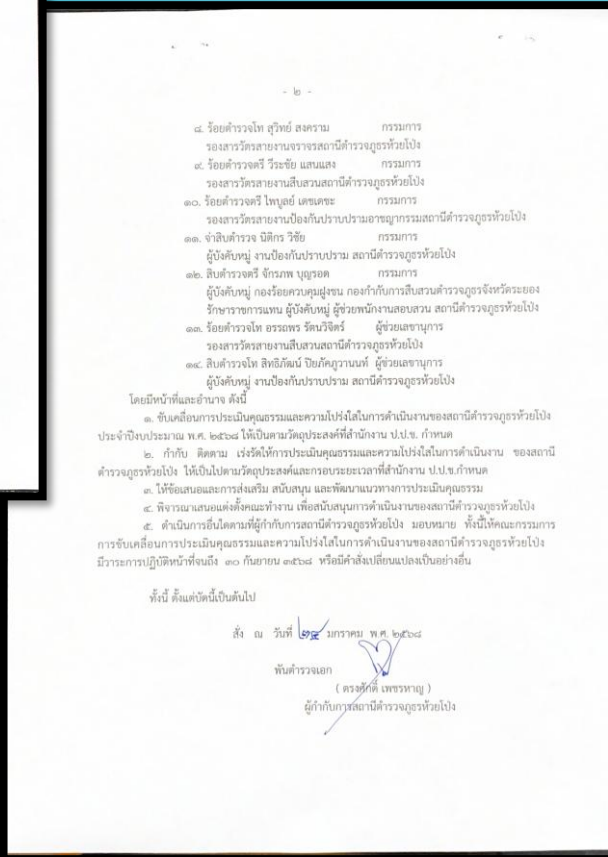 - ๒ -
๘. ร้อยตำรวจโท สุวิทย์ สงคราม กรรมการ
รองสารวัตรสายงานจราจรสถานีตำรวจภูธรห้วยโป่ง
๙. ร้อยตำรวจตรี วีระชัย แสนแสง กรรมการ
รองสารวัตรสายงานสืบสวนสถานีตำรวจภูธรห้วยโป่ง
๑๐. ร้อยตำรวจตรี ไพบูลย์ เดชเดชะ กรรมการ
รองสารวัตรสายงานป้องกันปราบปรามอาชญากรรมสถานีตำรวจภูธรห้วยโป่ง
๑๑. จ่าสิบตำรวจ นิติกร วิชัย กรรมการ
ผู้บังคับหมู่ งานป้องกันปราบปราม สถานีตำรวจภูธรห้วยโป่ง
๑๒. สิบตำรวจตรี จักรภพ บุญรอด กรรมการ
ผู้บังคับหมู่ กองร้อยควบคุมฝูงชน กองกำกับการสืบสวนตำรวจภูธรจังหวัดระยอง
รักษาราชการแทน ผู้บังคับหมู่ ผู้ช่วยพนักงานสอบสวน สถานีตำรวจภูธรห้วยโป่ง
๑๓. ร้อยตำรวจโท อรรถพร รัตนวิจิตร์ ผู้ช่วยเลขานุการ
รองสารวัตรสายงานสืบสวนสถานีตำรวจภูธรห้วยโป่ง
๑๔. สิบตำรวจโท สิทธิภัฒน์ ปิยภัคภูวานนท์ ผู้ช่วยเลขานุการ
ผู้บังคับหมู่ งานป้องกันปราบปราม สถานีตำรวจภูธรห้วยโป่ง
โดยมีหน้าที่และอำนาจ ดังนี้
๑. ขับเคลื่อนการประเมินคุณธรรมและความโปร่งใสในการดำเนินงานของสถานีตำรวจภูธรห้วยโป่ง
ประจำปีงบประมาณ พ.ศ. ๒๕๖๘ ให้เป็นตามวัตถุประสงค์ที่สำนักงาน ป.ป.ช. กำหนด
๒. กำกับ ติดตาม เร่งรัดให้การประเมินคุณธรรมและความโปร่งใสในการดำเนินงาน ของสถานี
ตำรวจภูธรห้วยโป่ง ให้เป็นไปตามวัตถุประสงค์และกรอบระยะเวลาที่สำนักงาน ป.ป.ช.กำหนด
๓. ให้ข้อเสนอและการส่งเสริม สนับสนุน และพัฒนาแนวทางการประเมินคุณธรรม
๔. พิจารณาเสนอแต่งตั้งคณะทำงาน เพื่อสนับสนุนการดำเนินงานของสถานีตำรวจภูธรห้วยโป่ง
๕. ดำเนินการอื่นใดตามที่ผู้กำกับการสถานีตำรวจภูธรห้วยโป่ง มอบหมาย ทั้งนี้ให้คณะกรรมการ
การขับเคลื่อนการประเมินคุณธรรมและความโปร่งใสในการดำเนินงานของสถานีตำรวจภูธรห้วยโป่ง
มีวาระการปฏิบัติหน้าที่จนถึง ๓๐ กันยายน ๓๕๖๘ หรือมีคำสั่งเปลี่ยนแปลงเป็นอย่างอื่น
ทั้งนี้ ตั้งแต่บัดนี้เป็นต้นไป
สั่ง ณ วันที่ ๒๔ มกราคม พ.ศ. ๒๕๖๘
พันตำรวจเอก
( ตรงศักดิ์ เพชรหาญ )
ผู้กำกับการสถานีตำรวจภูธรห้วยโป่ง